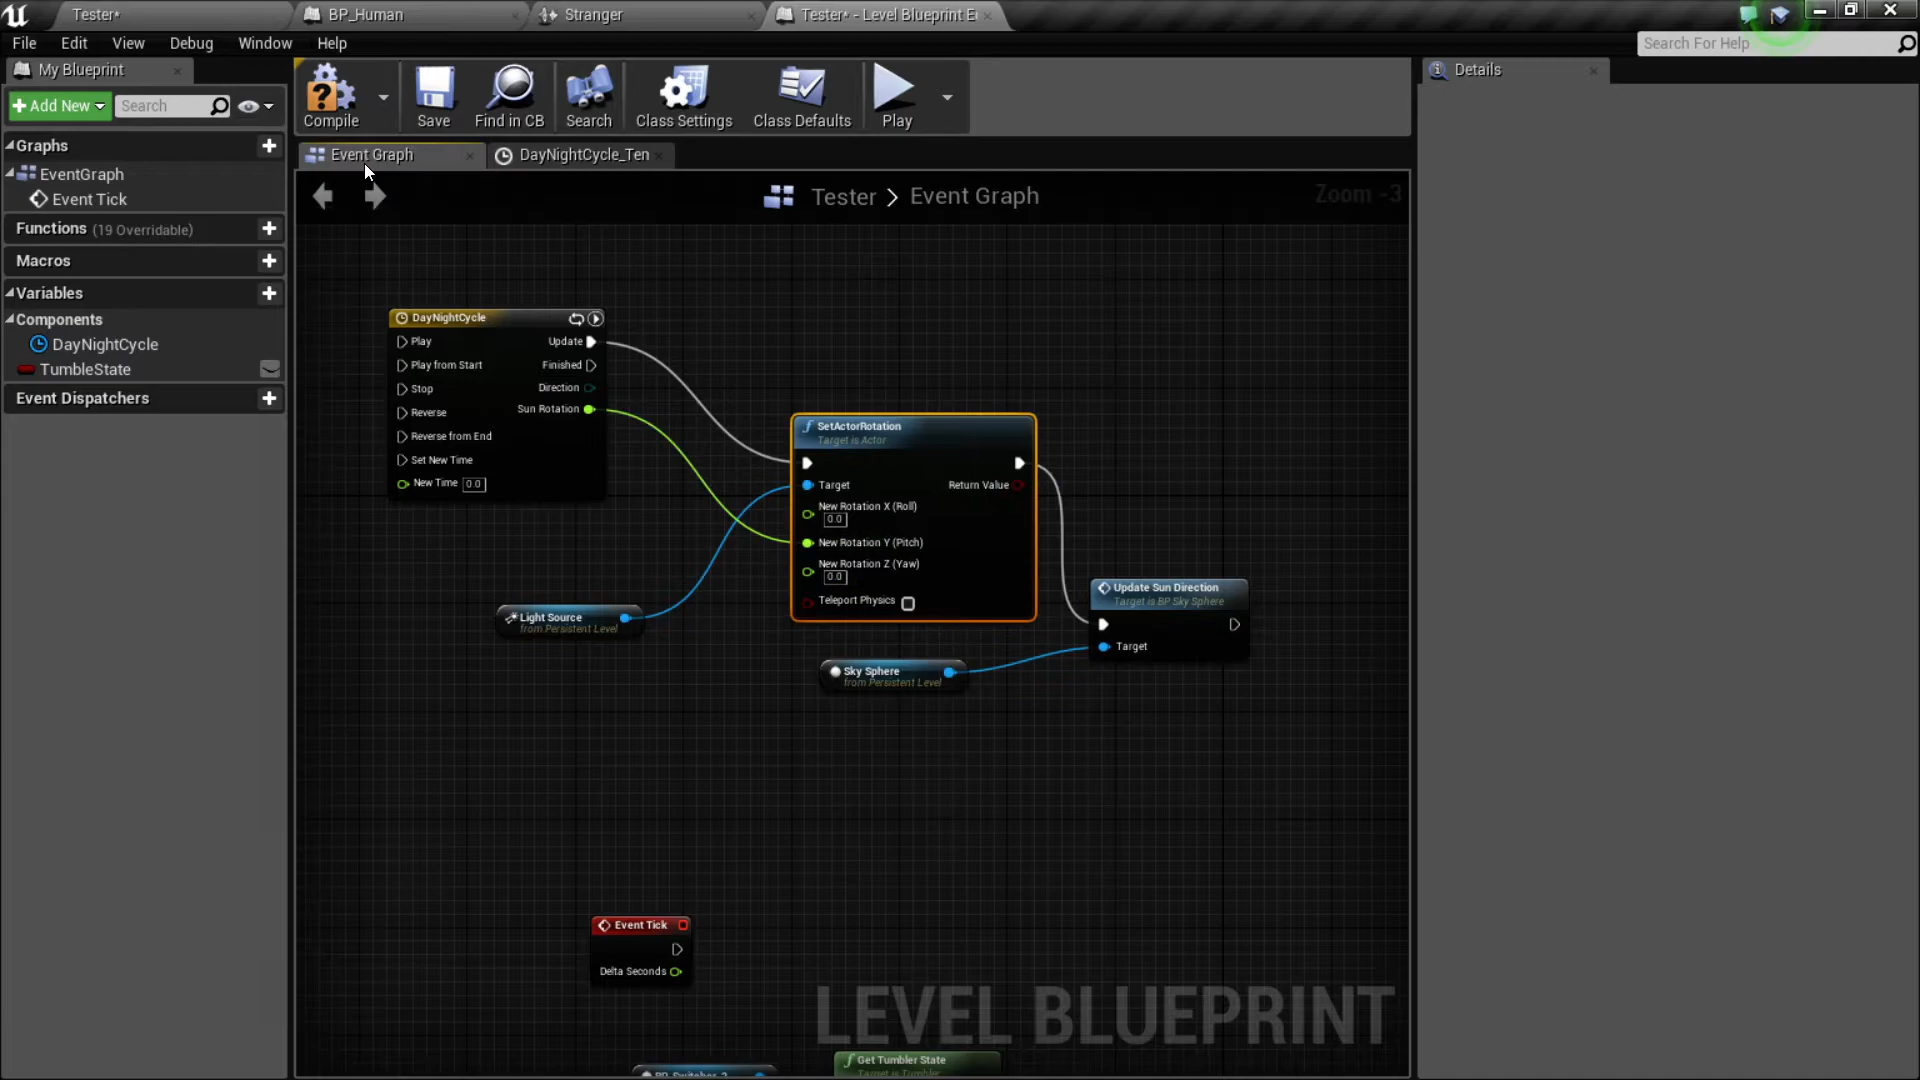 Tester*
BP_Human
Stranger
Tester* - Level Blueprint E
File
Edit
View
Debug
Window
Help
Search For Help
My Blueprint
Add New
Search
Compile
Save
Find in CB
Search
Class Settings
Class Defaults
Play
Details
Graphs
EventGraph
Event Tick
Functions (19 Overridable)
Macros
Variables
Components
DayNightCycle
TumbleState
Event Dispatchers
Event Graph
DayNightCycle_Ten
Tester > Event Graph
Zoom -3
DayNightCycle
Play
Update
Play from Start
Finished
Stop
Direction
Reverse
Sun Rotation
Reverse from End
Set New Time
New Time 0.0
SetActorRotation
Target is Actor
Target
Return Value
New Rotation X (Roll)
0.0
New Rotation Y (Pitch)
New Rotation Z (Yaw)
0.0
Teleport Physics
Light Source
from Persistent Level
Update Sun Direction
Target is BP Sky Sphere
Target
Sky Sphere
from Persistent Level
Event Tick
Delta Seconds
LEVEL BLUEPRINT
Get Tumbler State
Target is Tumbler
BP_Switcher_2